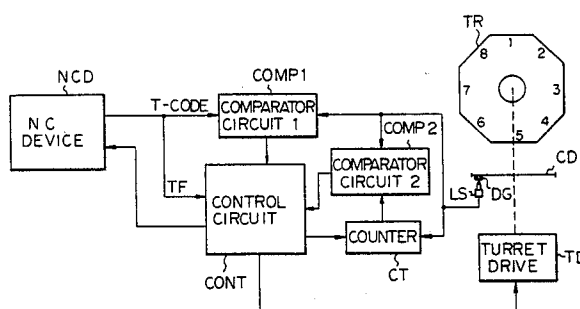 NCD
NC DEVICE
T-CODE
TF
COMP1
COMPARATOR CIRCUIT 1
COMP2
COMPARATOR CIRCUIT 2
CONTROL CIRCUIT
CONT
COUNTER
CT
TR
1
2
3
4
5
6
7
8
CD
LS
DG
TURRET DRIVE
TD